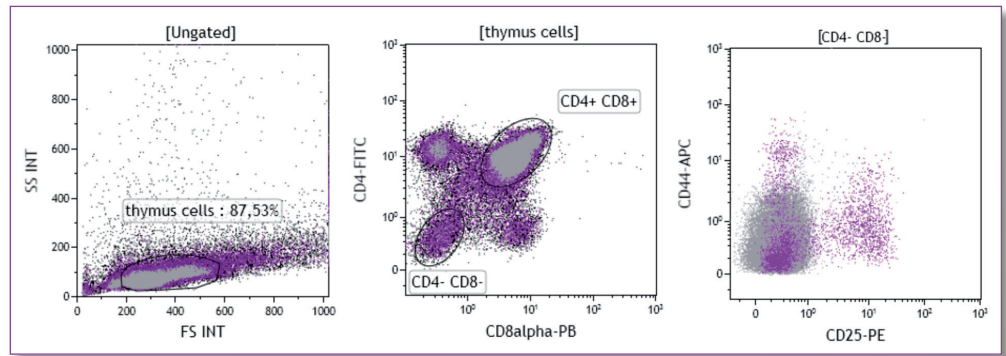 [Ungated]
1000
800
600
400
200
0
SS INT
thymus cells : 87,53%
0
200
400
600
800
1000
FS INT
[thymus cells]
10³
10²
10¹
10⁰
0
CD4-FITC
CD4+ CD8+
CD4- CD8-
10⁰
10¹
10²
10³
CD8alpha-PB
[CD4- CD8-]
10³
10²
10¹
10⁰
0
CD44-APC
0
10⁰
10¹
10²
10³
CD25-PE